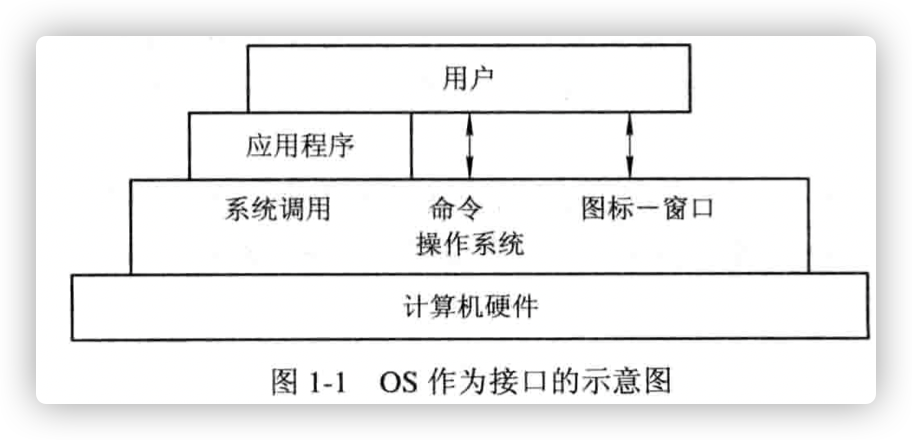 用户
应用程序
系统调用 命令 图标－窗口
操作系统
计算机硬件
图 1-1 OS 作为接口的示意图